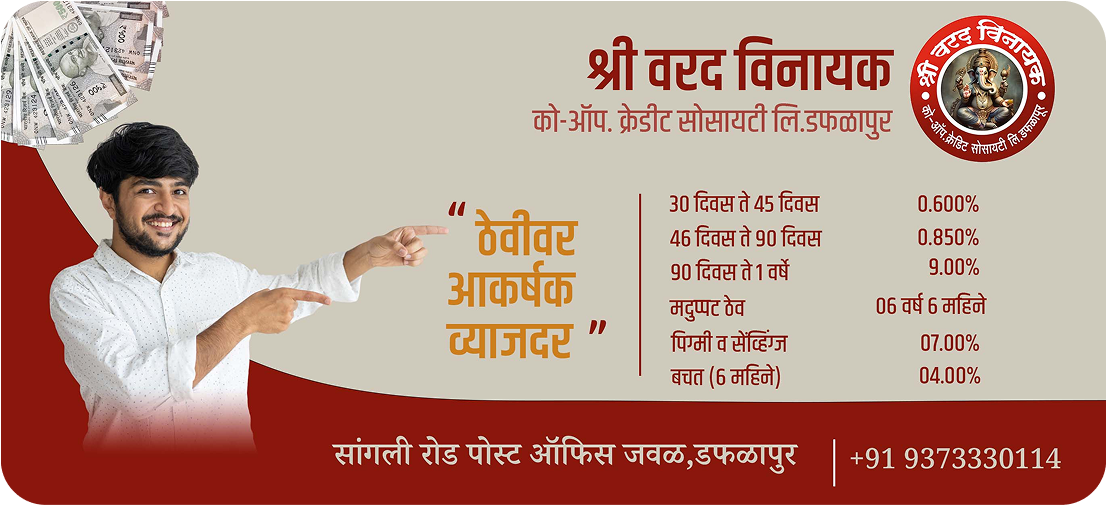 श्री वरद विनायक
को-ऑप. क्रेडीट सोसायटी लि.डफळापुर
श्री वरद विनायक
को-ऑप.क्रेडिट सोसायटी लि.डफळापूर
“ ठेवीवर
आकर्षक
व्याजदर ”
30 दिवस ते 45 दिवस 0.600%
46 दिवस ते 90 दिवस 0.850%
90 दिवस ते 1 वर्षे 9.00%
मदुप्पट ठेव 06 वर्ष 6 महिने
पिग्मी व सेंव्हिंग्ज 07.00%
बचत (6 महिने) 04.00%
सांगली रोड पोस्ट ऑफिस जवळ,डफळापुर
+91 9373330114